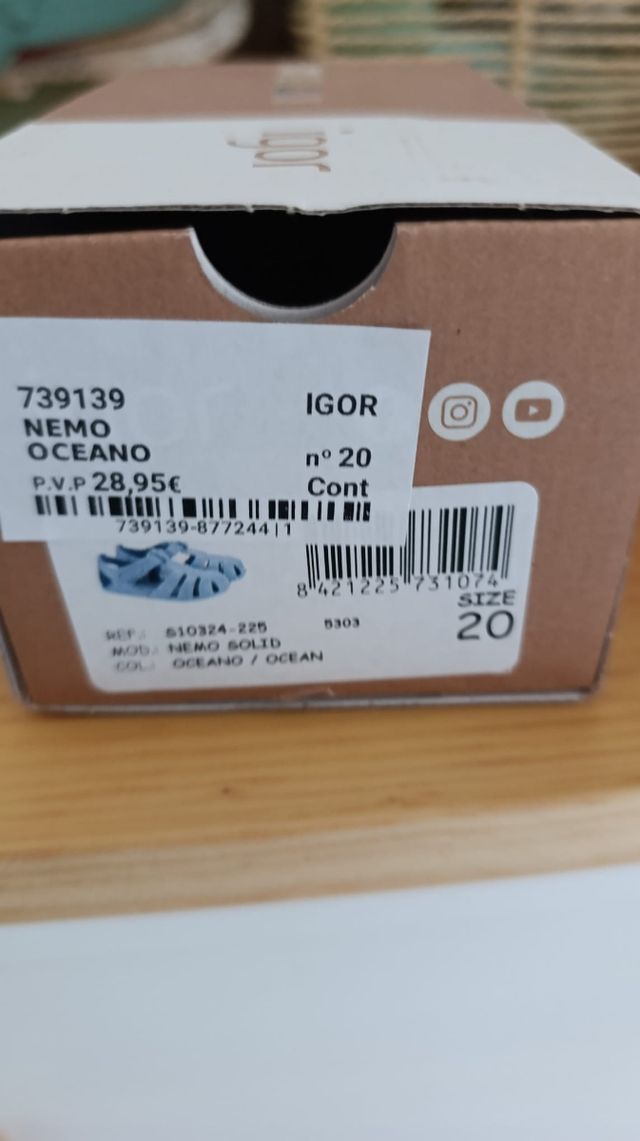 igor
739139
NEMO
OCEANO
P.V.P 28,95€
IGOR
nº 20
Cont
739139-877244|1
8 421225 731074
SIZE
20
REF.: S10324-225 5303
MOD.: NEMO SOLID
COL.: OCEANO / OCEAN